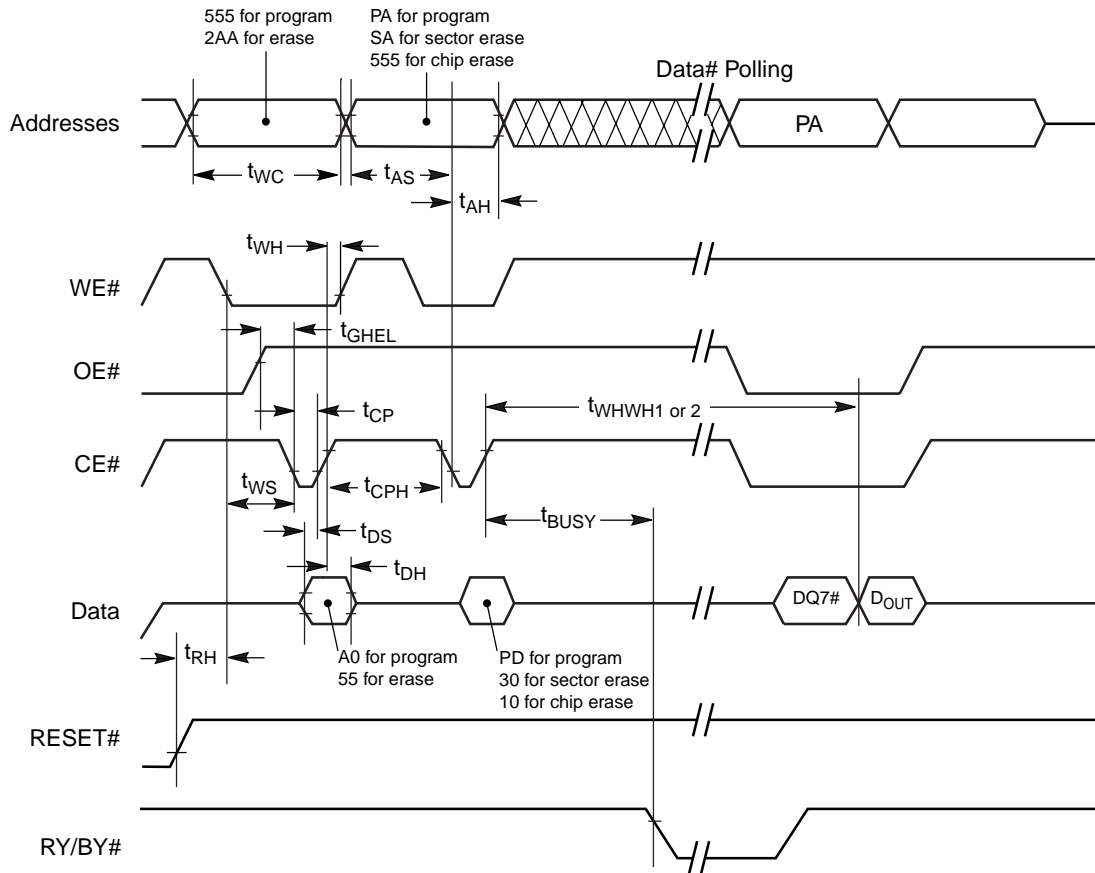 555 for program
2AA for erase
PA for program
SA for sector erase
555 for chip erase
Data# Polling
Addresses
PA
tWC
tAS
tAH
tWH
WE#
tGHEL
OE#
tCP
tWHWH1 or 2
CE#
tWS
tCPH
tDS
tBUSY
tDH
Data
DQ7#
DOUT
tRH
A0 for program
55 for erase
PD for program
30 for sector erase
10 for chip erase
RESET#
RY/BY#